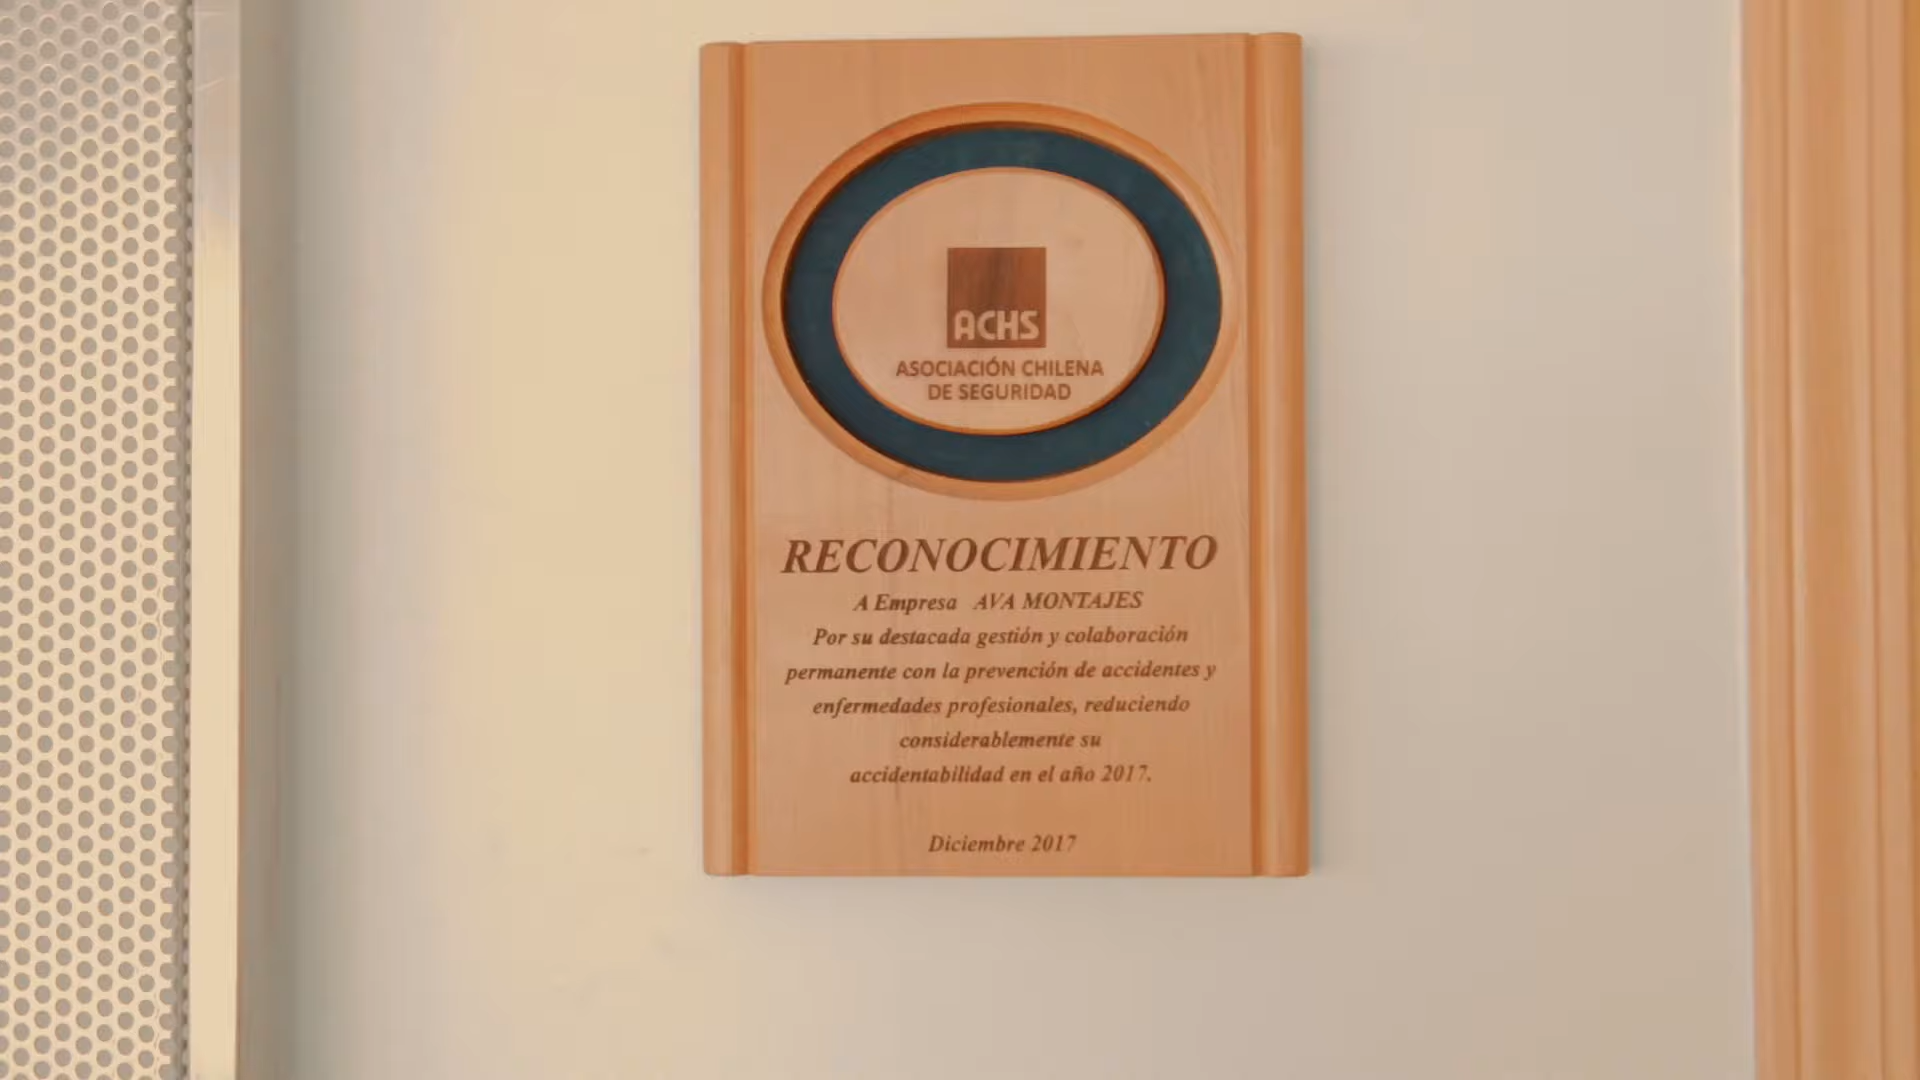 ACHS
ASOCIACIÓN CHILENA
DE SEGURIDAD
RECONOCIMIENTO
A Empresa AVA MONTAJES
Por su destacada gestión y colaboración
permanente con la prevención de accidentes y
enfermedades profesionales, reduciendo
considerablemente su
accidentabilidad en el año 2017.
Diciembre 2017